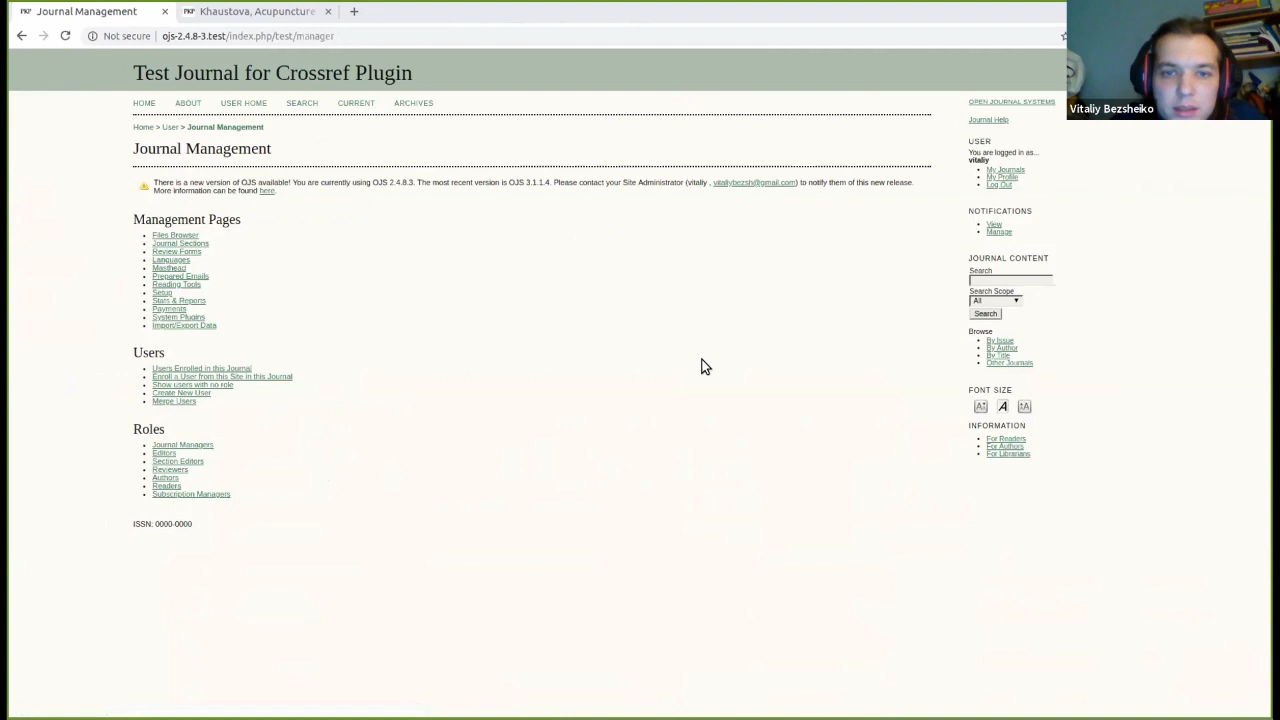 PKP Journal Management ×
PKP Khaustova, Acupuncture ×
Not secure | ojs-2.4.8-3.test/index.php/test/manager
Vitaliy Bezsheiko
Test Journal for Crossref Plugin
HOME ABOUT USER HOME SEARCH CURRENT ARCHIVES
Home > User > Journal Management
Journal Management
There is a new version of OJS available! You are currently using OJS 2.4.8.3. The most recent version is OJS 3.1.1.4. Please contact your Site Administrator (vitaliy , vitaliybezsh@gmail.com) to notify them of this new release.
More information can be found here.
Management Pages
Files Browser
Journal Sections
Review Forms
Languages
Masthead
Prepared Emails
Reading Tools
Setup
Stats & Reports
Payments
System Plugins
Import/Export Data
Users
Users Enrolled in this Journal
Enroll a User from this Site in this Journal
Show users with no role
Create New User
Merge Users
Roles
Journal Managers
Editors
Section Editors
Reviewers
Authors
Readers
Subscription Managers
ISSN: 0000-0000
OPEN JOURNAL SYSTEMS
Journal Help
USER
You are logged in as...
vitaliy
My Journals
My Profile
Log Out
NOTIFICATIONS
View
Manage
JOURNAL CONTENT
Search
Search Scope
All
Search
Browse
By Issue
By Author
By Title
Other Journals
FONT SIZE
A A A
INFORMATION
For Readers
For Authors
For Librarians